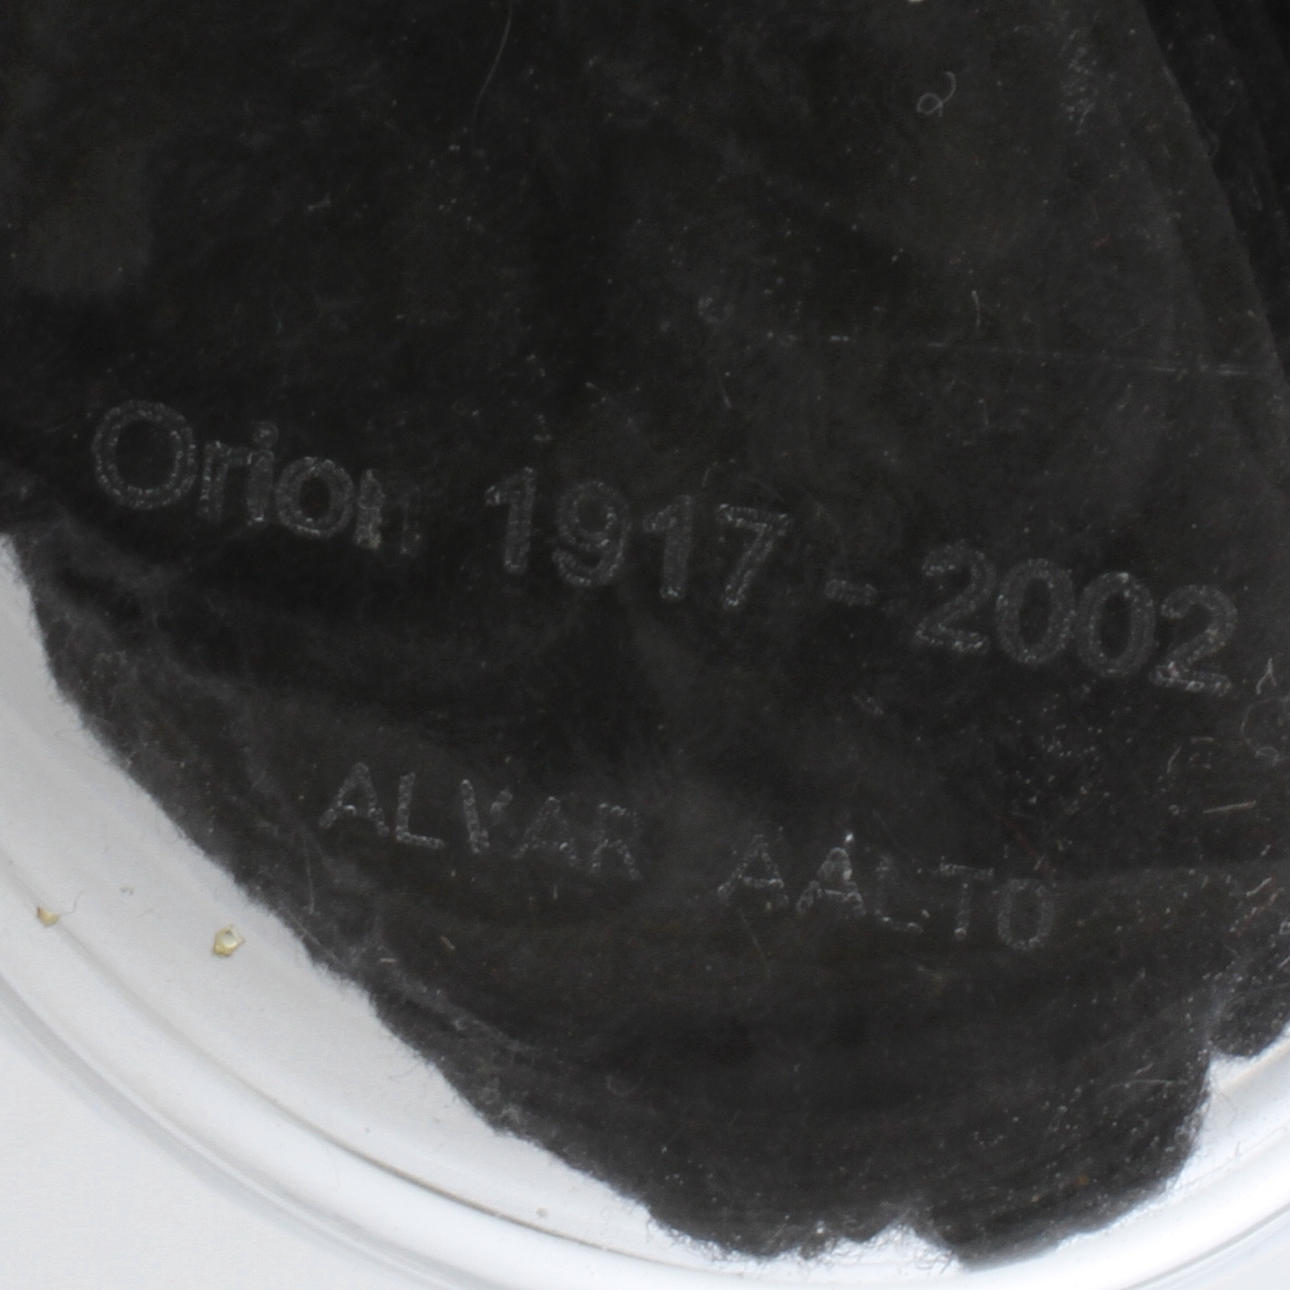 Orion 1917 - 2002
ALVAR AALTO